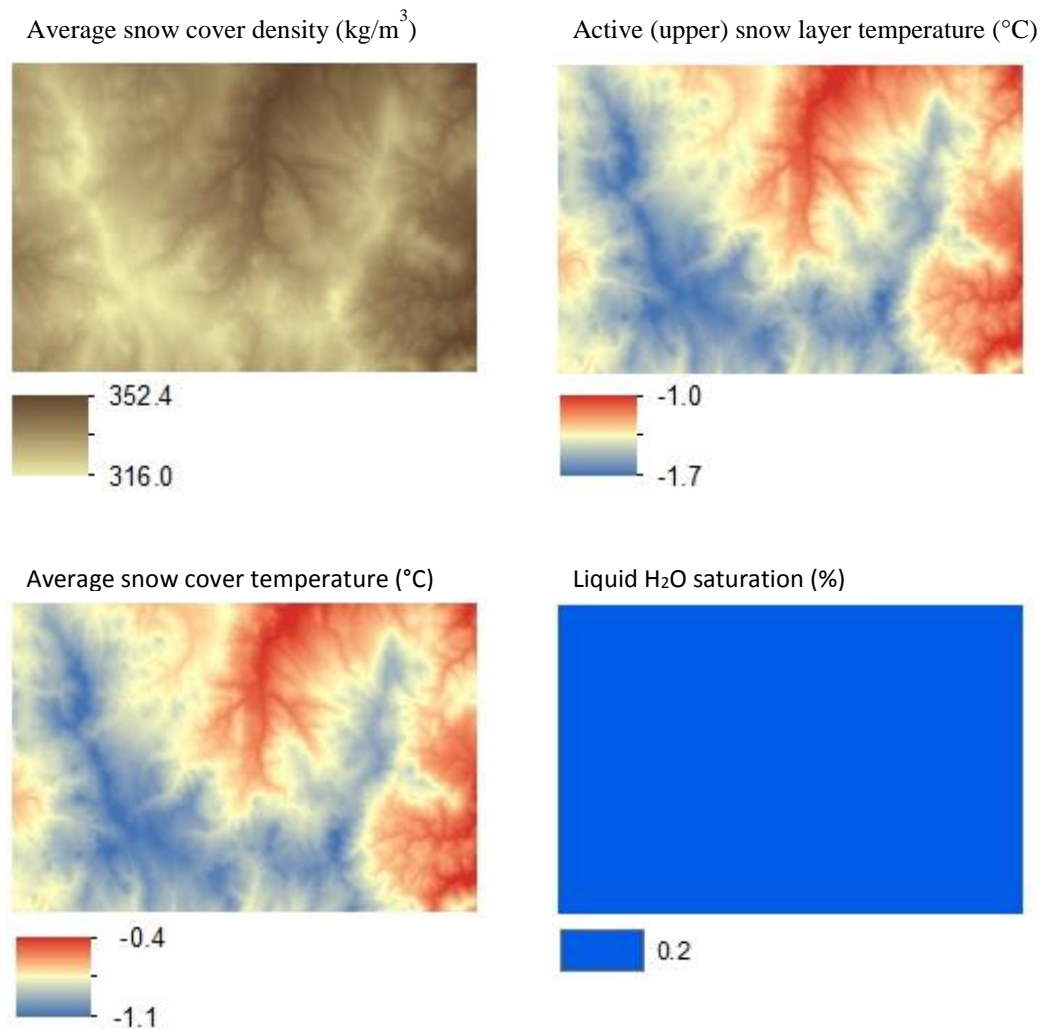 Average snow cover density (kg/m³)
Active (upper) snow layer temperature (°C)
352.4
316.0
-1.0
-1.7
Average snow cover temperature (°C)
Liquid H₂O saturation (%)
-0.4
-1.1
0.2